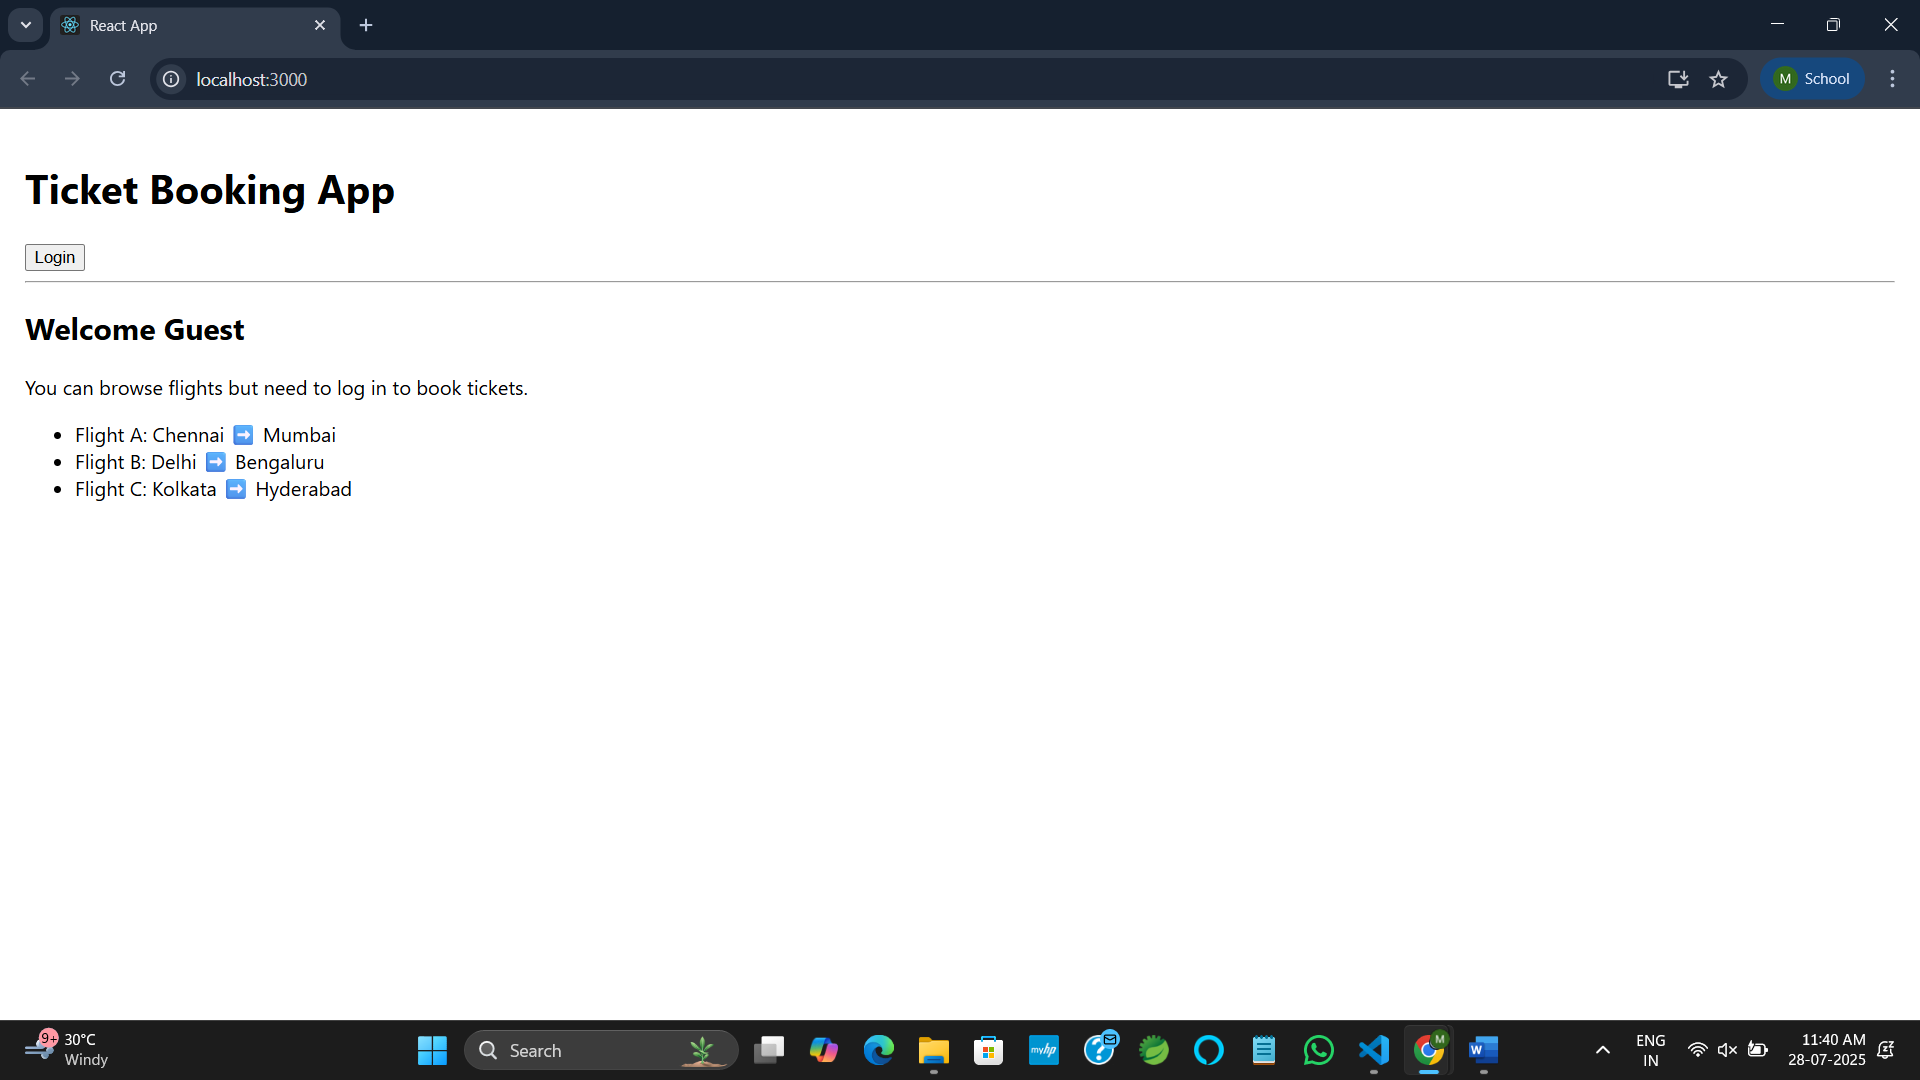 React App
localhost:3000
M School
Ticket Booking App
Login
Welcome Guest
You can browse flights but need to log in to book tickets.
• Flight A: Chennai ➡️ Mumbai
• Flight B: Delhi ➡️ Bengaluru
• Flight C: Kolkata ➡️ Hyderabad
9+ 30°C
Windy
Search
myhp
M
W
ENG
IN
11:40 AM
28-07-2025